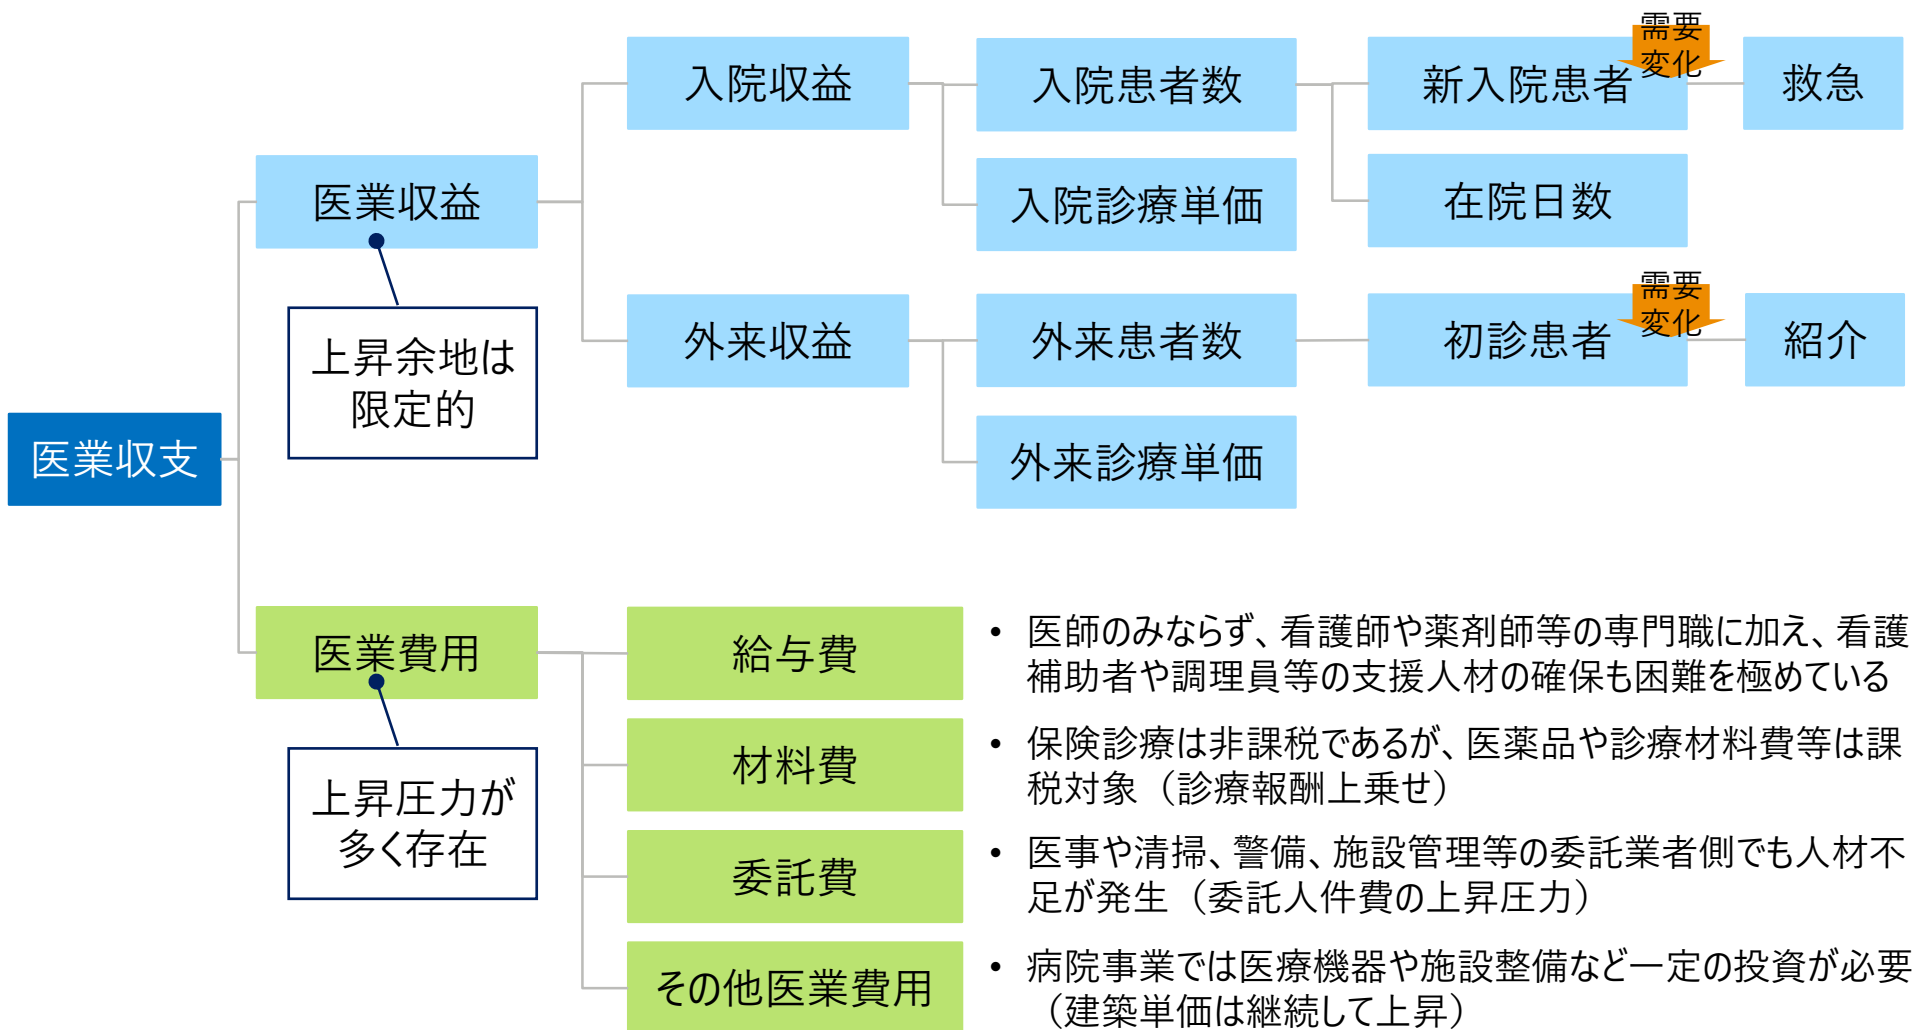 医業収支
医業収益
上昇余地は
限定的
入院収益
入院患者数
新入院患者
需要
変化
救急
在院日数
入院診療単価
外来収益
外来患者数
初診患者
需要
変化
紹介
外来診療単価
医業費用
上昇圧力が
多く存在
給与費
• 医師のみならず、看護師や薬剤師等の専門職に加え、看護
補助者や調理員等の支援人材の確保も困難を極めている
材料費
• 保険診療は非課税であるが、医薬品や診療材料費等は課
税対象（診療報酬上乗せ）
委託費
• 医事や清掃、警備、施設管理等の委託業者側でも人材不
足が発生（委託人件費の上昇圧力）
その他医業費用
• 病院事業では医療機器や施設整備など一定の投資が必要
（建築単価は継続して上昇）